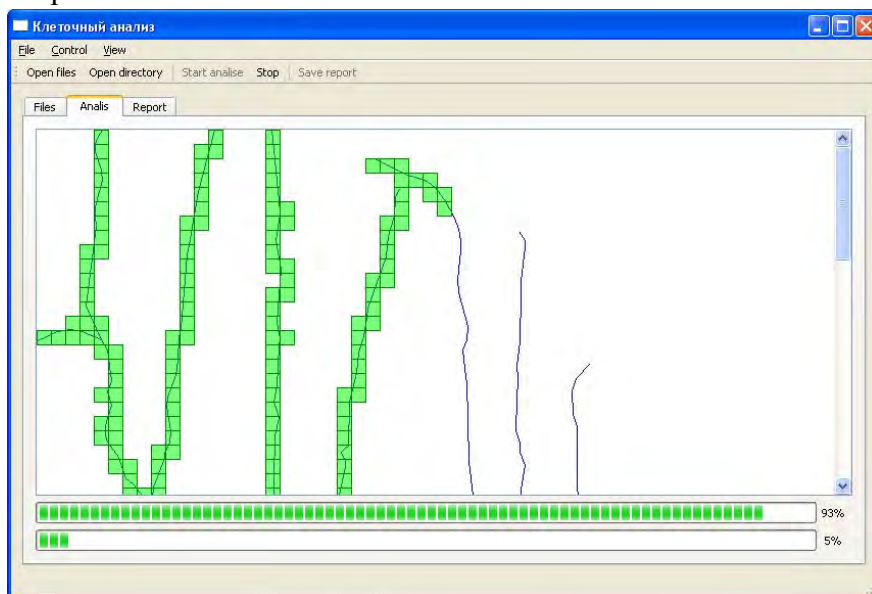 Клеточный анализ
File Control View
Open files Open directory Start analise Stop Save report
Files Analis Report
93%
5%